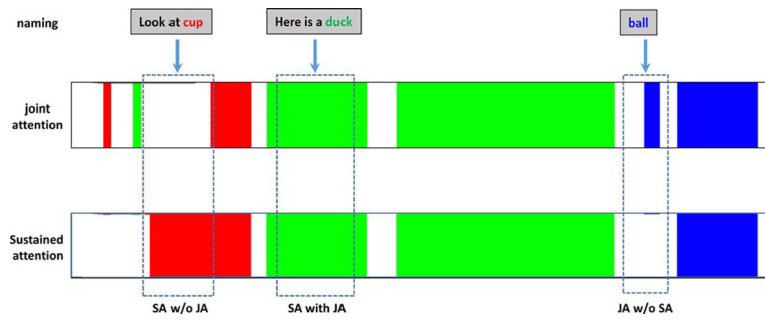 naming
Look at cup
Here is a duck
ball
joint
attention
Sustained
attention
SA w/o JA
SA with JA
JA w/o SA